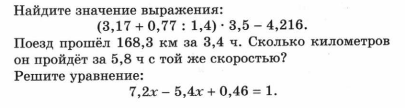 Найдите значение выражения:
(3,17 + 0,77 : 1,4) · 3,5 – 4,216.
Поезд прошёл 168,3 км за 3,4 ч. Сколько километров
он пройдёт за 5,8 ч с той же скоростью?
Решите уравнение:
7,2x – 5,4x + 0,46 = 1.